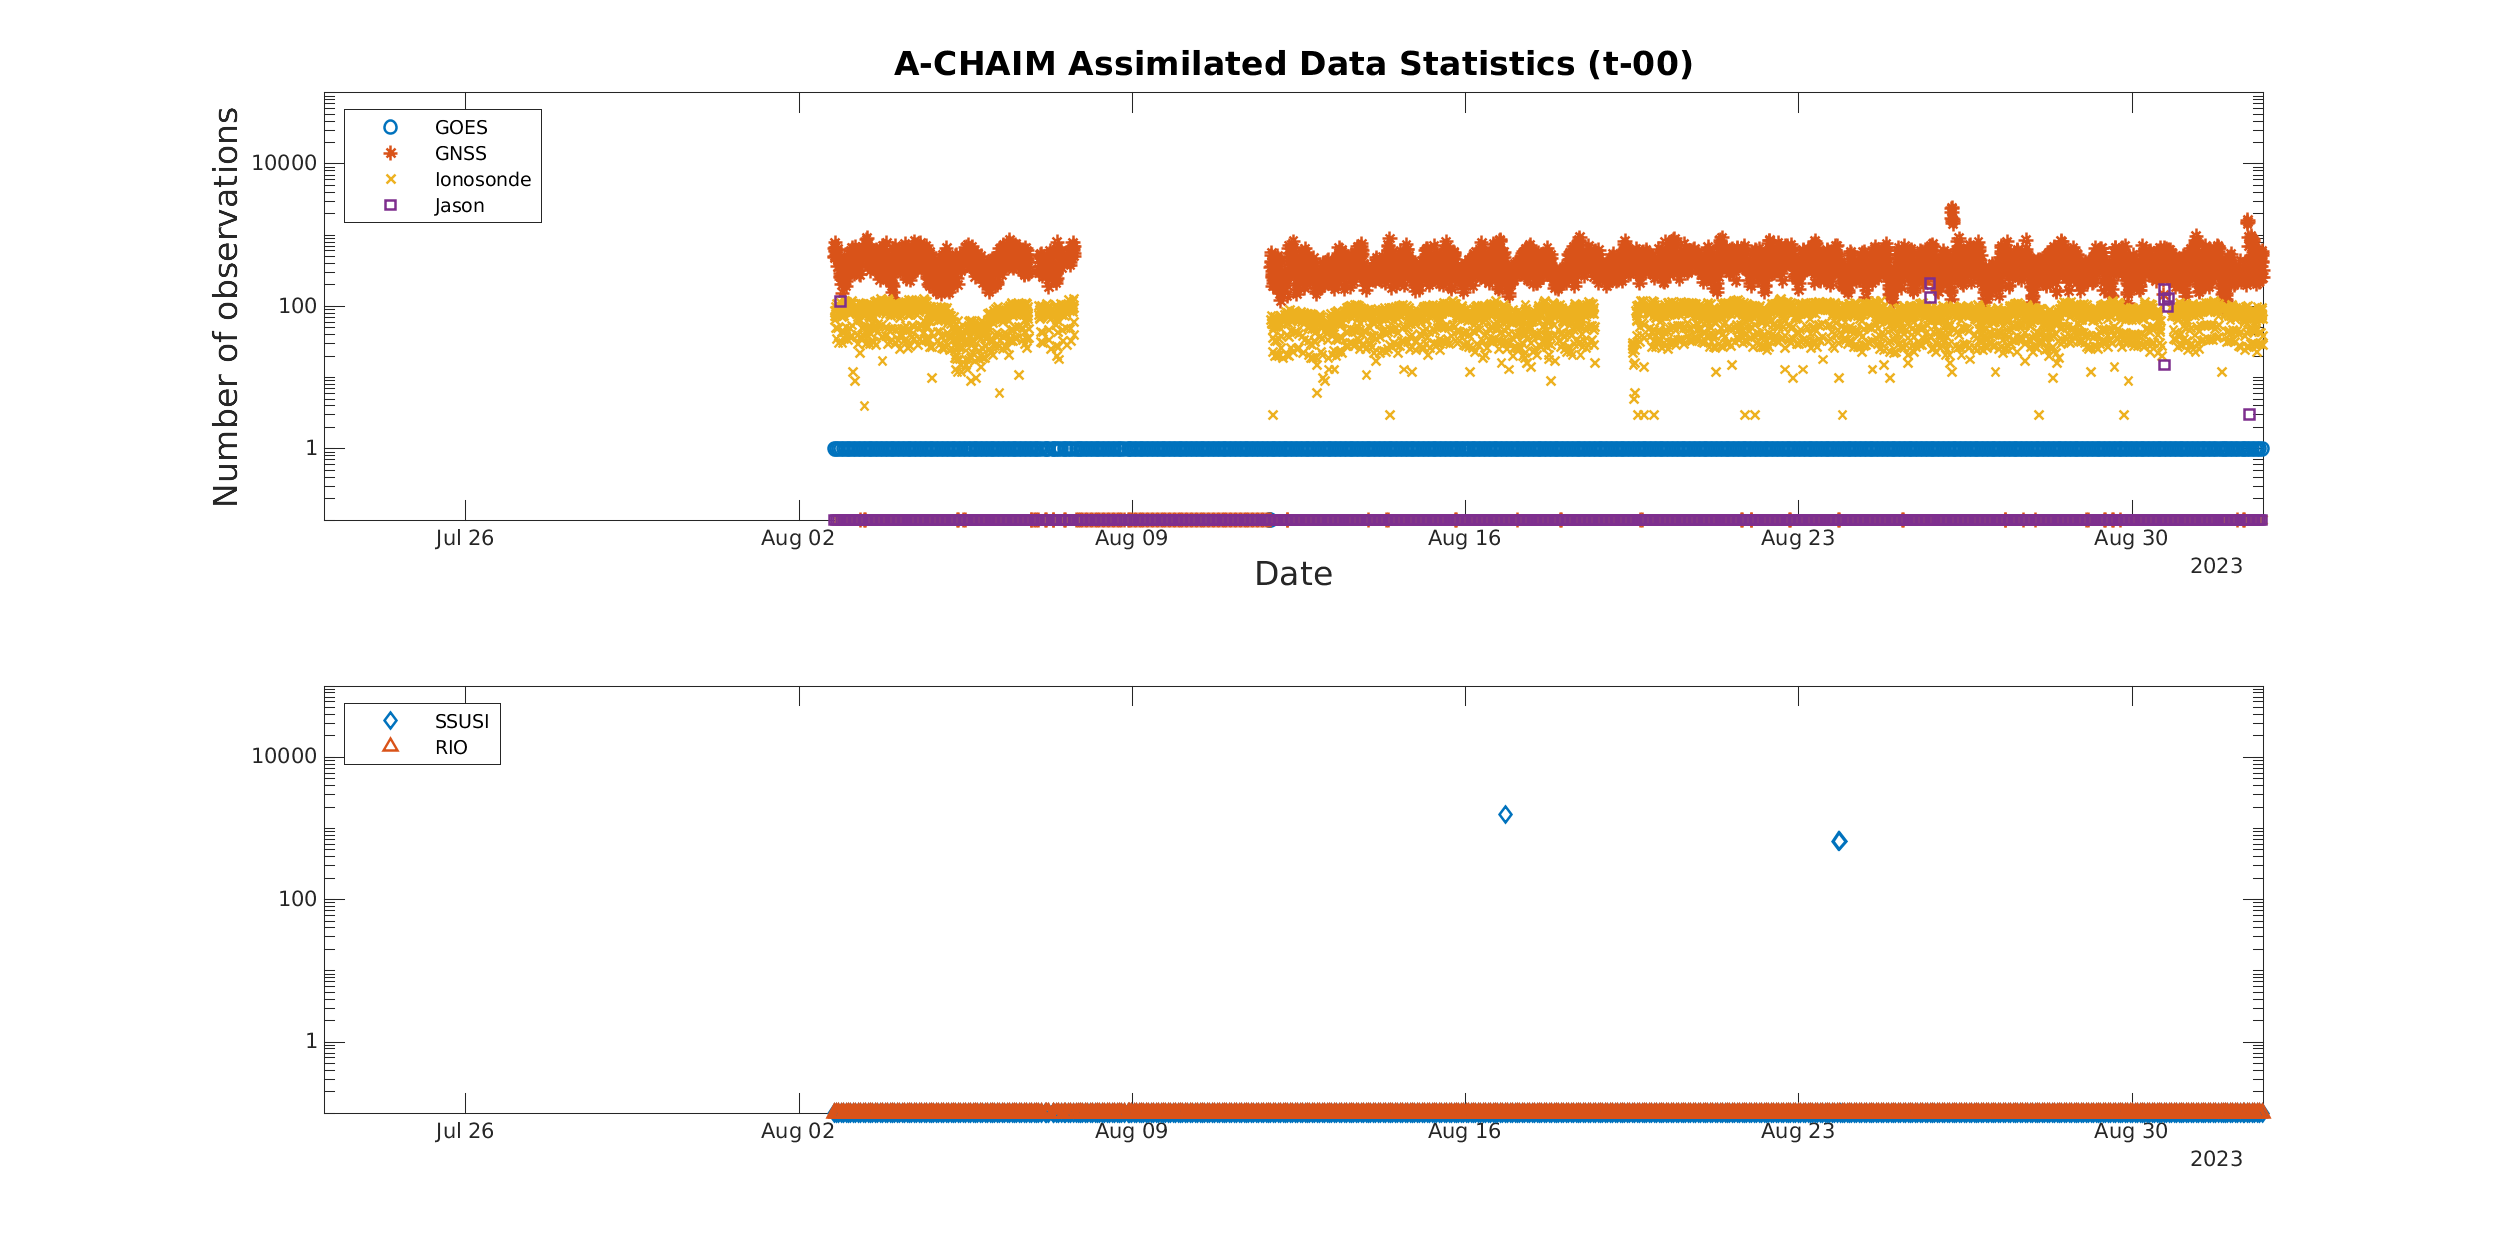 A-CHAIM Assimilated Data Statistics (t-00)
Number of observations
GOES
GNSS
Ionosonde
Jason
10000
100
1
Jul 26 Aug 02 Aug 09 Aug 16 Aug 23 Aug 30
2023
Date
SSUSI
RIO
10000
100
1
Jul 26 Aug 02 Aug 09 Aug 16 Aug 23 Aug 30
2023